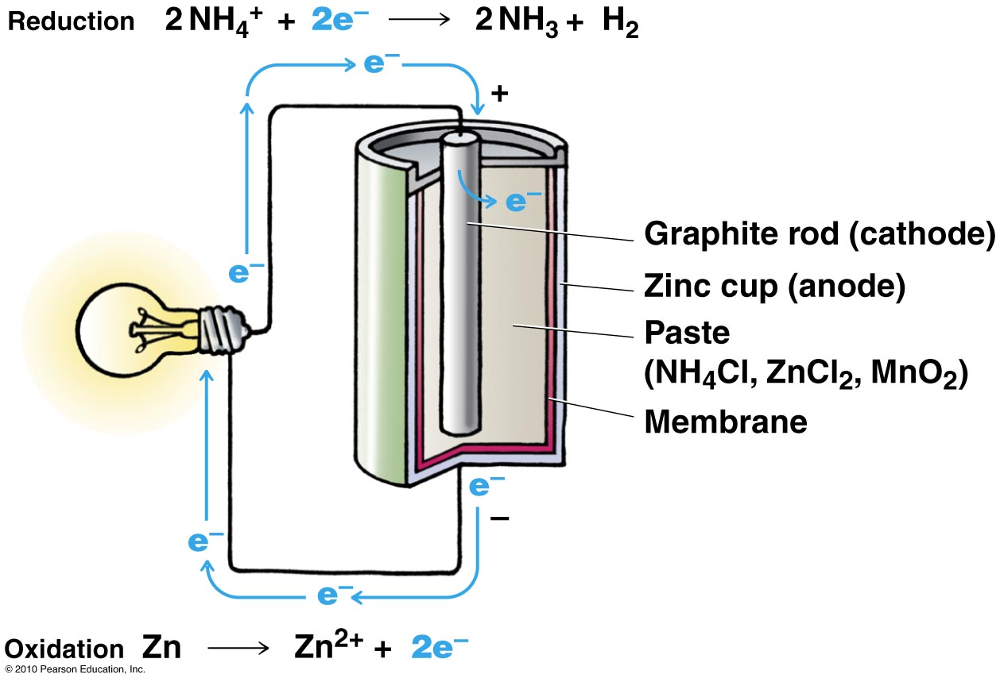 Reduction 2 NH₄⁺ + 2e⁻ ⟶ 2 NH₃ + H₂
e⁻
+
e⁻
e⁻
Graphite rod (cathode)
Zinc cup (anode)
Paste
(NH₄Cl, ZnCl₂, MnO₂)
Membrane
e⁻
−
e⁻
e⁻
Oxidation Zn ⟶ Zn²⁺ + 2e⁻
© 2010 Pearson Education, Inc.